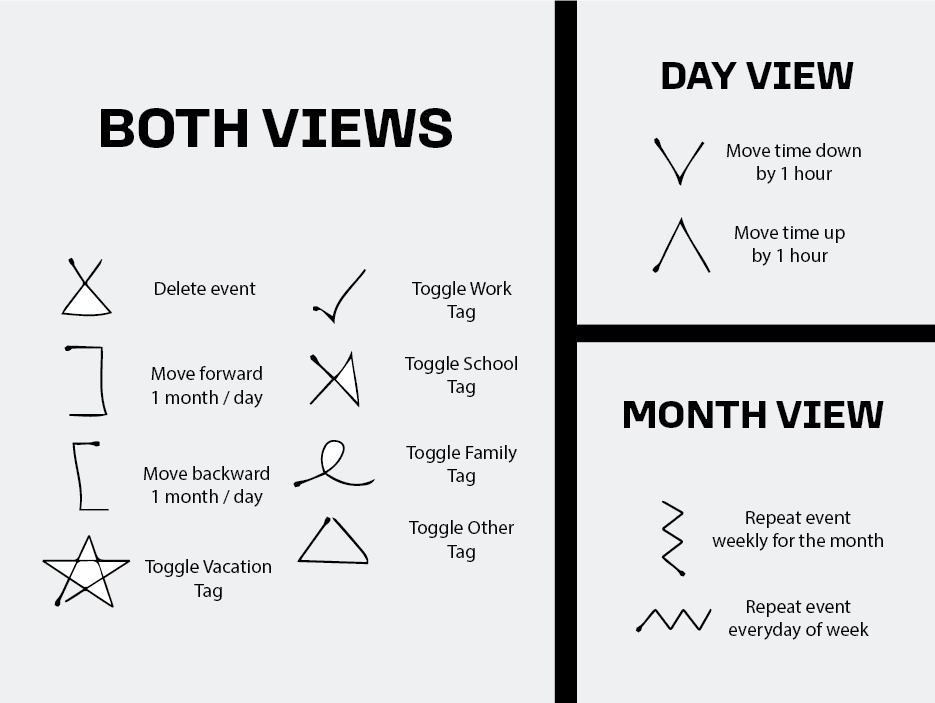 BOTH VIEWS
Delete event
Move forward
1 month / day
Move backward
1 month / day
Toggle Vacation
Tag
Toggle Work
Tag
Toggle School
Tag
Toggle Family
Tag
Toggle Other
Tag
DAY VIEW
Move time down
by 1 hour
Move time up
by 1 hour
MONTH VIEW
Repeat event
weekly for the month
Repeat event
everyday of week